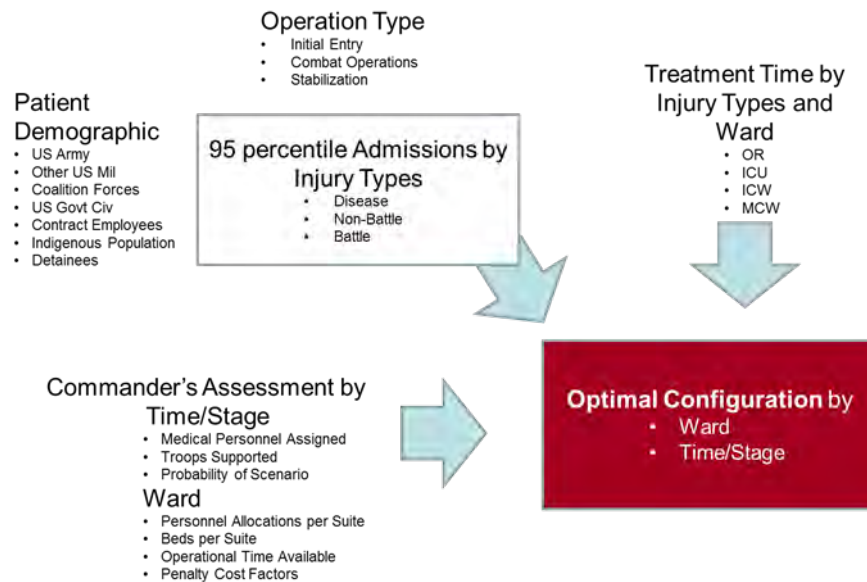 Operation Type
• Initial Entry
• Combat Operations
• Stabilization
Patient
Demographic
• US Army
• Other US Mil
• Coalition Forces
• US Govt Civ
• Contract Employees
• Indigenous Population
• Detainees
95 percentile Admissions by
Injury Types
• Disease
• Non-Battle
• Battle
Treatment Time by
Injury Types and
Ward
• OR
• ICU
• ICW
• MCW
Commander's Assessment by
Time/Stage
• Medical Personnel Assigned
• Troops Supported
• Probability of Scenario
Ward
• Personnel Allocations per Suite
• Beds per Suite
• Operational Time Available
• Penalty Cost Factors
Optimal Configuration by
• Ward
• Time/Stage